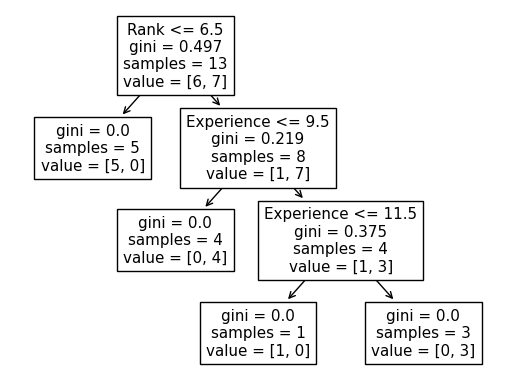 Rank <= 6.5
gini = 0.497
samples = 13
value = [6, 7]
gini = 0.0
samples = 5
value = [5, 0]
Experience <= 9.5
gini = 0.219
samples = 8
value = [1, 7]
gini = 0.0
samples = 4
value = [0, 4]
Experience <= 11.5
gini = 0.375
samples = 4
value = [1, 3]
gini = 0.0
samples = 1
value = [1, 0]
gini = 0.0
samples = 3
value = [0, 3]